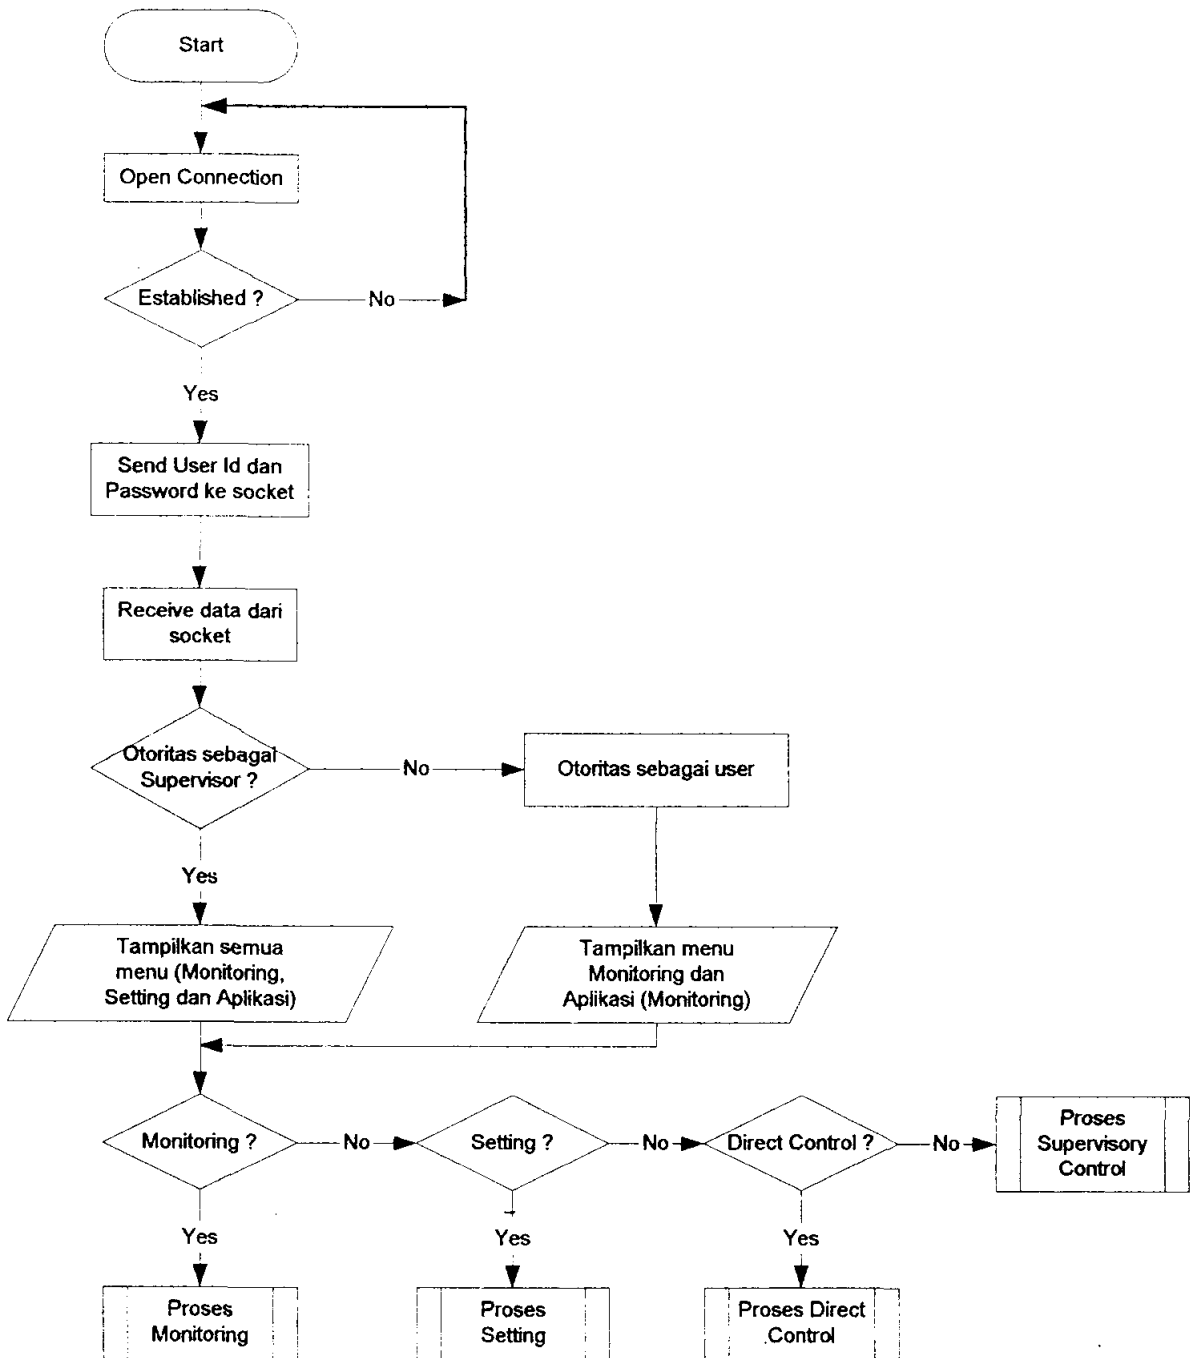 Start
Open Connection
Established ?
No
Yes
Send User Id dan
Password ke socket
Receive data dari
socket
Otoritas sebagai
Supervisor ?
No
Otoritas sebagai user
Yes
Tampilkan semua
menu (Monitoring,
Setting dan Aplikasi)
Tampilkan menu
Monitoring dan
Aplikasi (Monitoring)
Monitoring ?
No
Setting ?
No
Direct Control ?
No
Proses
Supervisory
Control
Yes
Yes
Yes
Proses
Monitoring
Proses
Setting
Proses Direct
Control